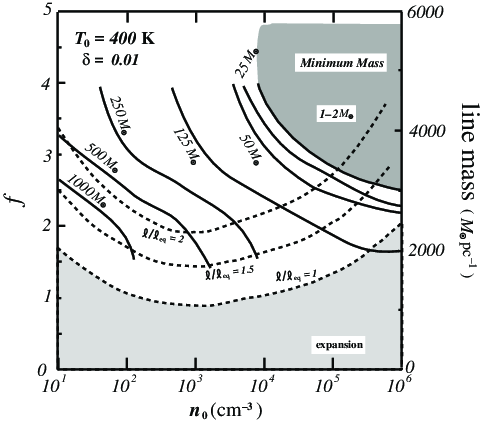 5
4
3
2
1
0
f
6000
4000
2000
0
line mass (M☉pc⁻¹)
T₀ = 400 K
δ = 0.01
Minimum Mass
1–2M☉
25M☉
50M☉
125M☉
250M☉
500M☉
1000M☉
ℓ/ℓeq = 2
ℓ/ℓeq = 1.5
ℓ/ℓeq = 1
expansion
10¹ 10² 10³ 10⁴ 10⁵ 10⁶
n₀(cm⁻³)